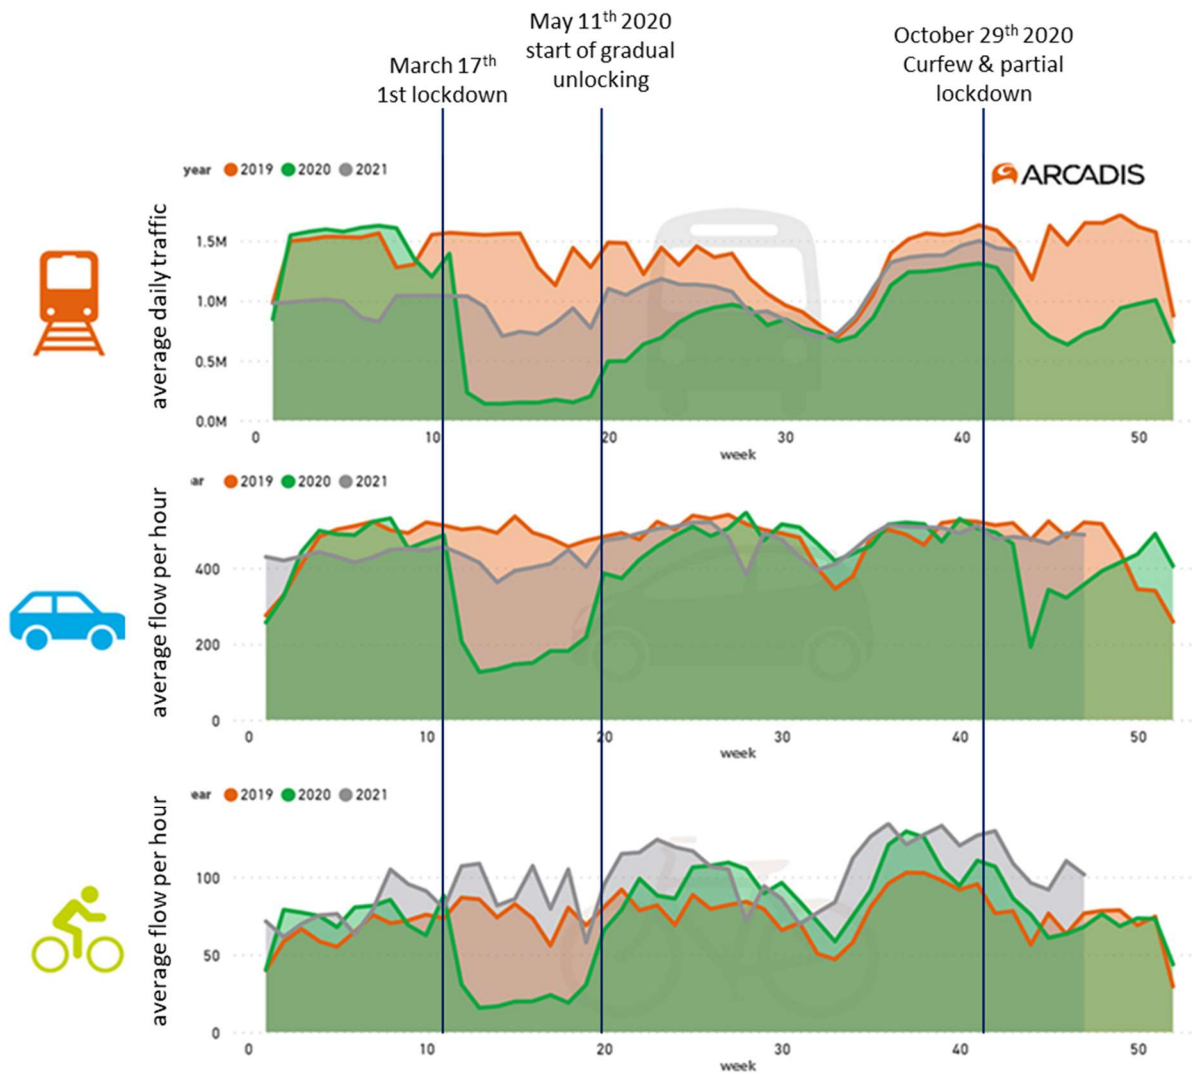 May 11th 2020
start of gradual
unlocking
October 29th 2020
Curfew & partial
lockdown
March 17th
1st lockdown
year 2019 2020 2021
ARCADIS
average daily traffic
1.5M
1.0M
0.5M
0.0M
0 10 20 30 40 50
week
ar 2019 2020 2021
average flow per hour
400
200
0
0 10 20 30 40 50
week
ear 2019 2020 2021
average flow per hour
100
50
0
0 10 20 30 40 50
week